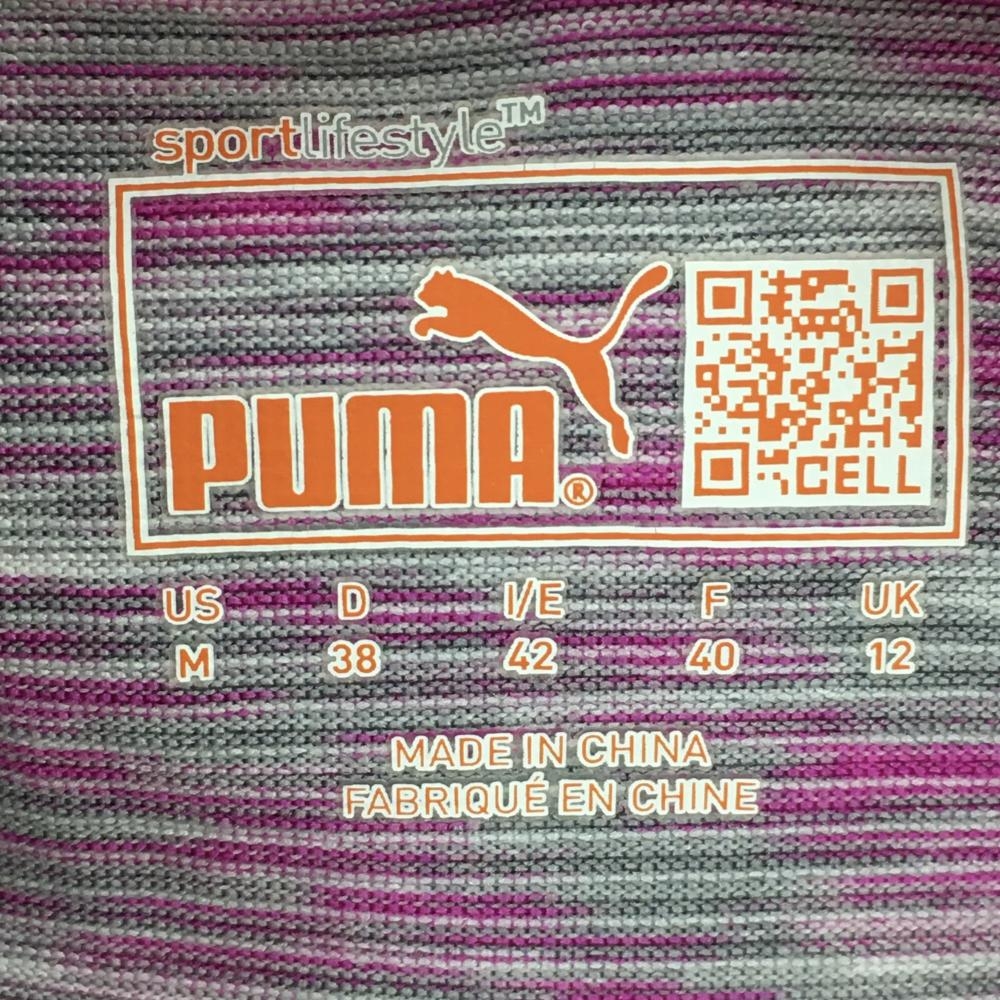 sportlifestyle™
PUMA®
CELL
US D I/E F UK
M 38 42 40 12
MADE IN CHINA
FABRIQUÉ EN CHINE